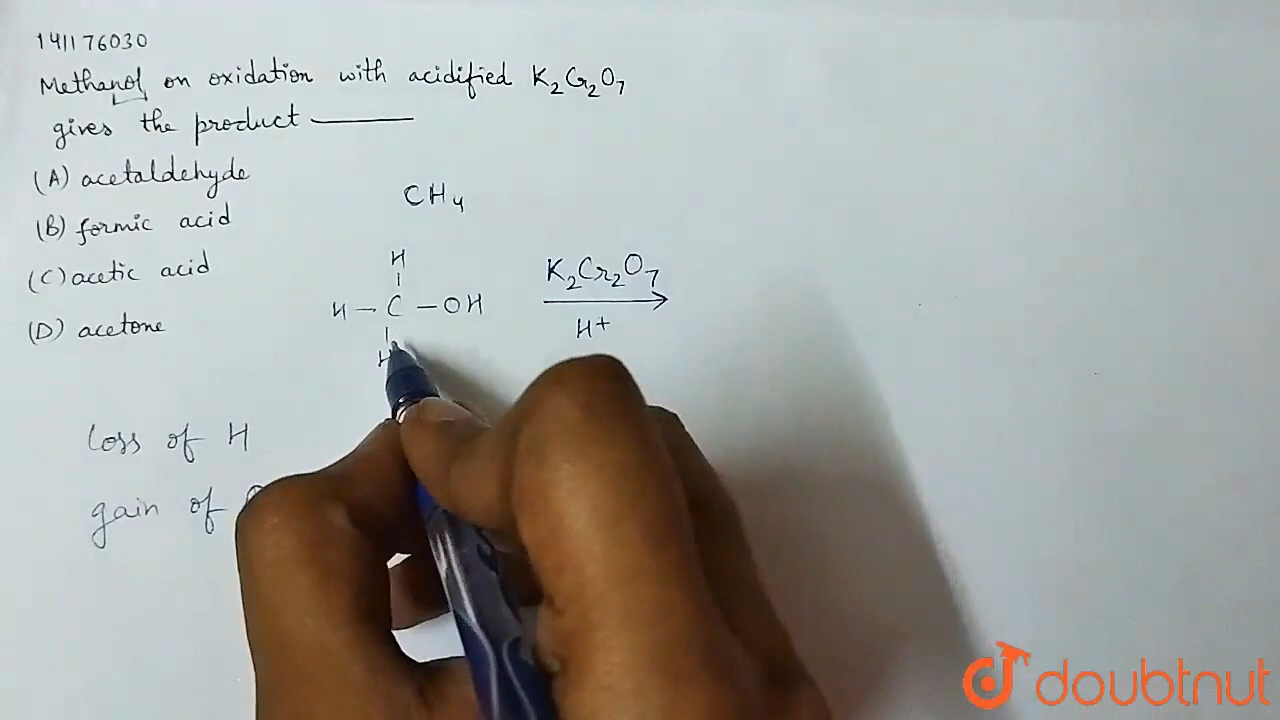 141176030
Methanol on oxidation with acidified K₂Cr₂O₇
gives the product ———
(A) acetaldehyde
(B) formic acid
(C) acetic acid
(D) acetone
CH₄
H
H – C – OH
H
K₂Cr₂O₇
H+
loss of H
gain of
doubtnut